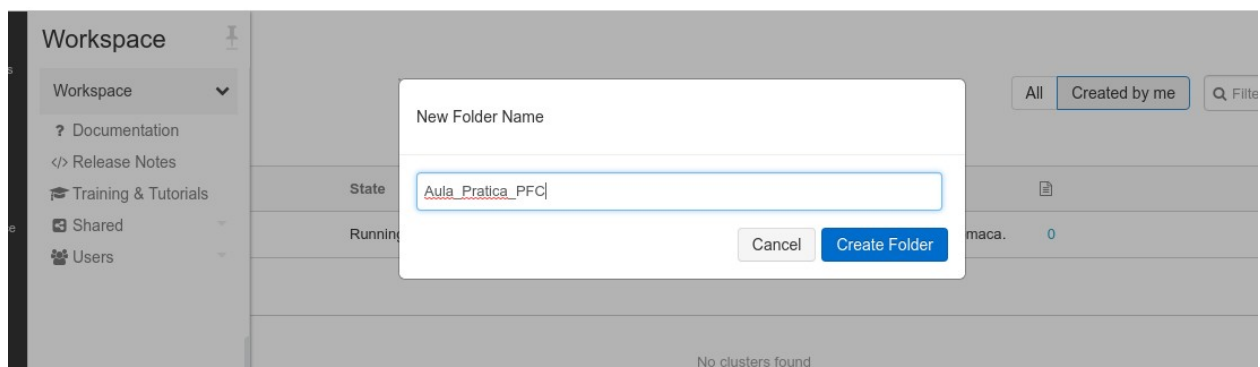 Workspace
Workspace
? Documentation
</> Release Notes
Training & Tutorials
Shared
Users
All Created by me
New Folder Name
Aula_Pratica_PFC
Cancel Create Folder
State
Running
maca. 0
No clusters found